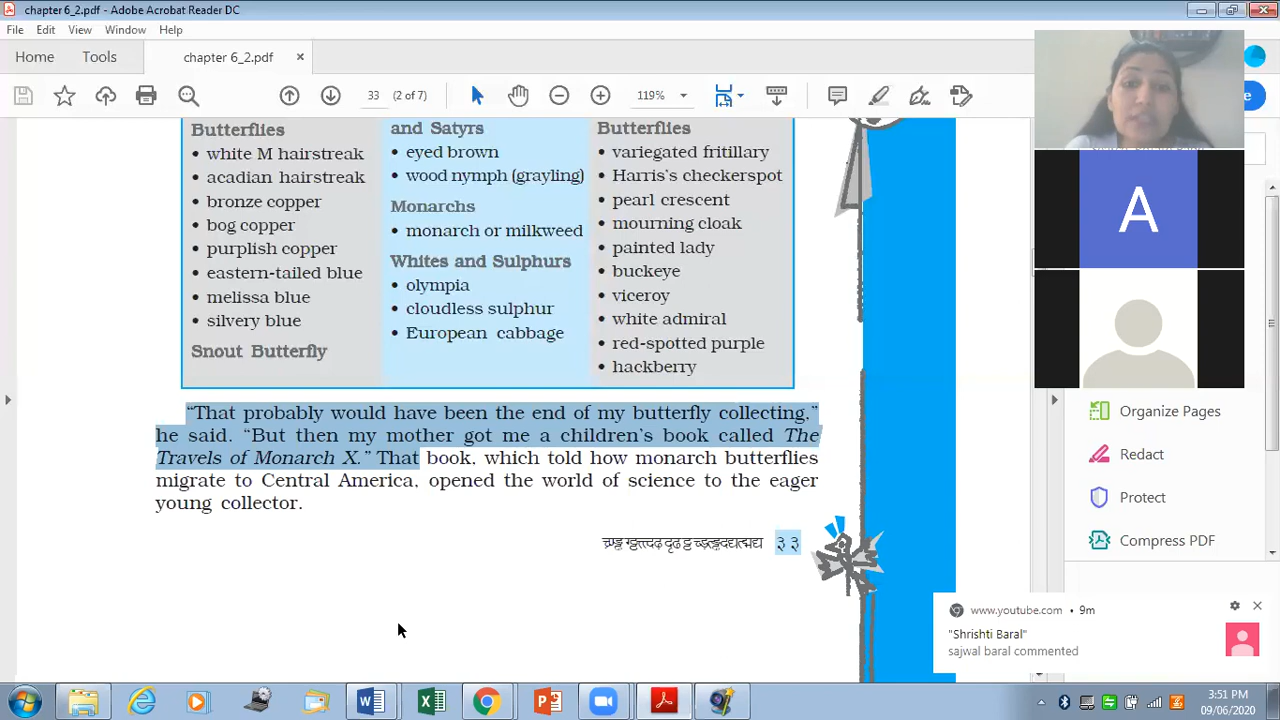 chapter 6_2.pdf - Adobe Acrobat Reader DC
File Edit View Window Help
Home Tools chapter 6_2.pdf ×
33 (2 of 7) 119%
Butterflies
• white M hairstreak
• acadian hairstreak
• bronze copper
• bog copper
• purplish copper
• eastern-tailed blue
• melissa blue
• silvery blue
Snout Butterfly
and Satyrs
• eyed brown
• wood nymph (grayling)
Monarchs
• monarch or milkweed
Whites and Sulphurs
• olympia
• cloudless sulphur
• European cabbage
Butterflies
• variegated fritillary
• Harris's checkerspot
• pearl crescent
• mourning cloak
• painted lady
• buckeye
• viceroy
• white admiral
• red-spotted purple
• hackberry
“That probably would have been the end of my butterfly collecting,”
he said. “But then my mother got me a children's book called The
Travels of Monarch X.” That book, which told how monarch butterflies
migrate to Central America, opened the world of science to the eager
young collector.
३३
A
Organize Pages
Redact
Protect
Compress PDF
www.youtube.com • 9m
"Shrishti Baral"
sajwal baral commented
3:51 PM
09/06/2020